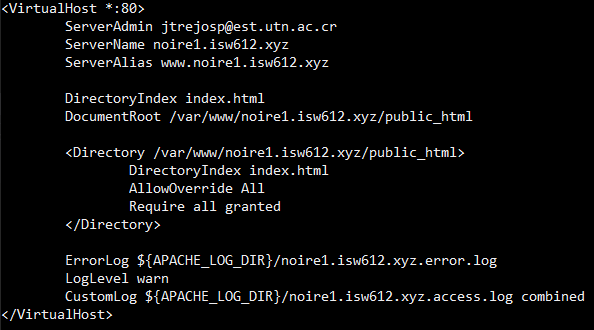 <VirtualHost *:80>
ServerAdmin jtrejosp@est.utn.ac.cr
ServerName noire1.isw612.xyz
ServerAlias www.noire1.isw612.xyz
DirectoryIndex index.html
DocumentRoot /var/www/noire1.isw612.xyz/public_html
<Directory /var/www/noire1.isw612.xyz/public_html>
DirectoryIndex index.html
AllowOverride All
Require all granted
</Directory>
ErrorLog ${APACHE_LOG_DIR}/noire1.isw612.xyz.error.log
LogLevel warn
CustomLog ${APACHE_LOG_DIR}/noire1.isw612.xyz.access.log combined
</VirtualHost>